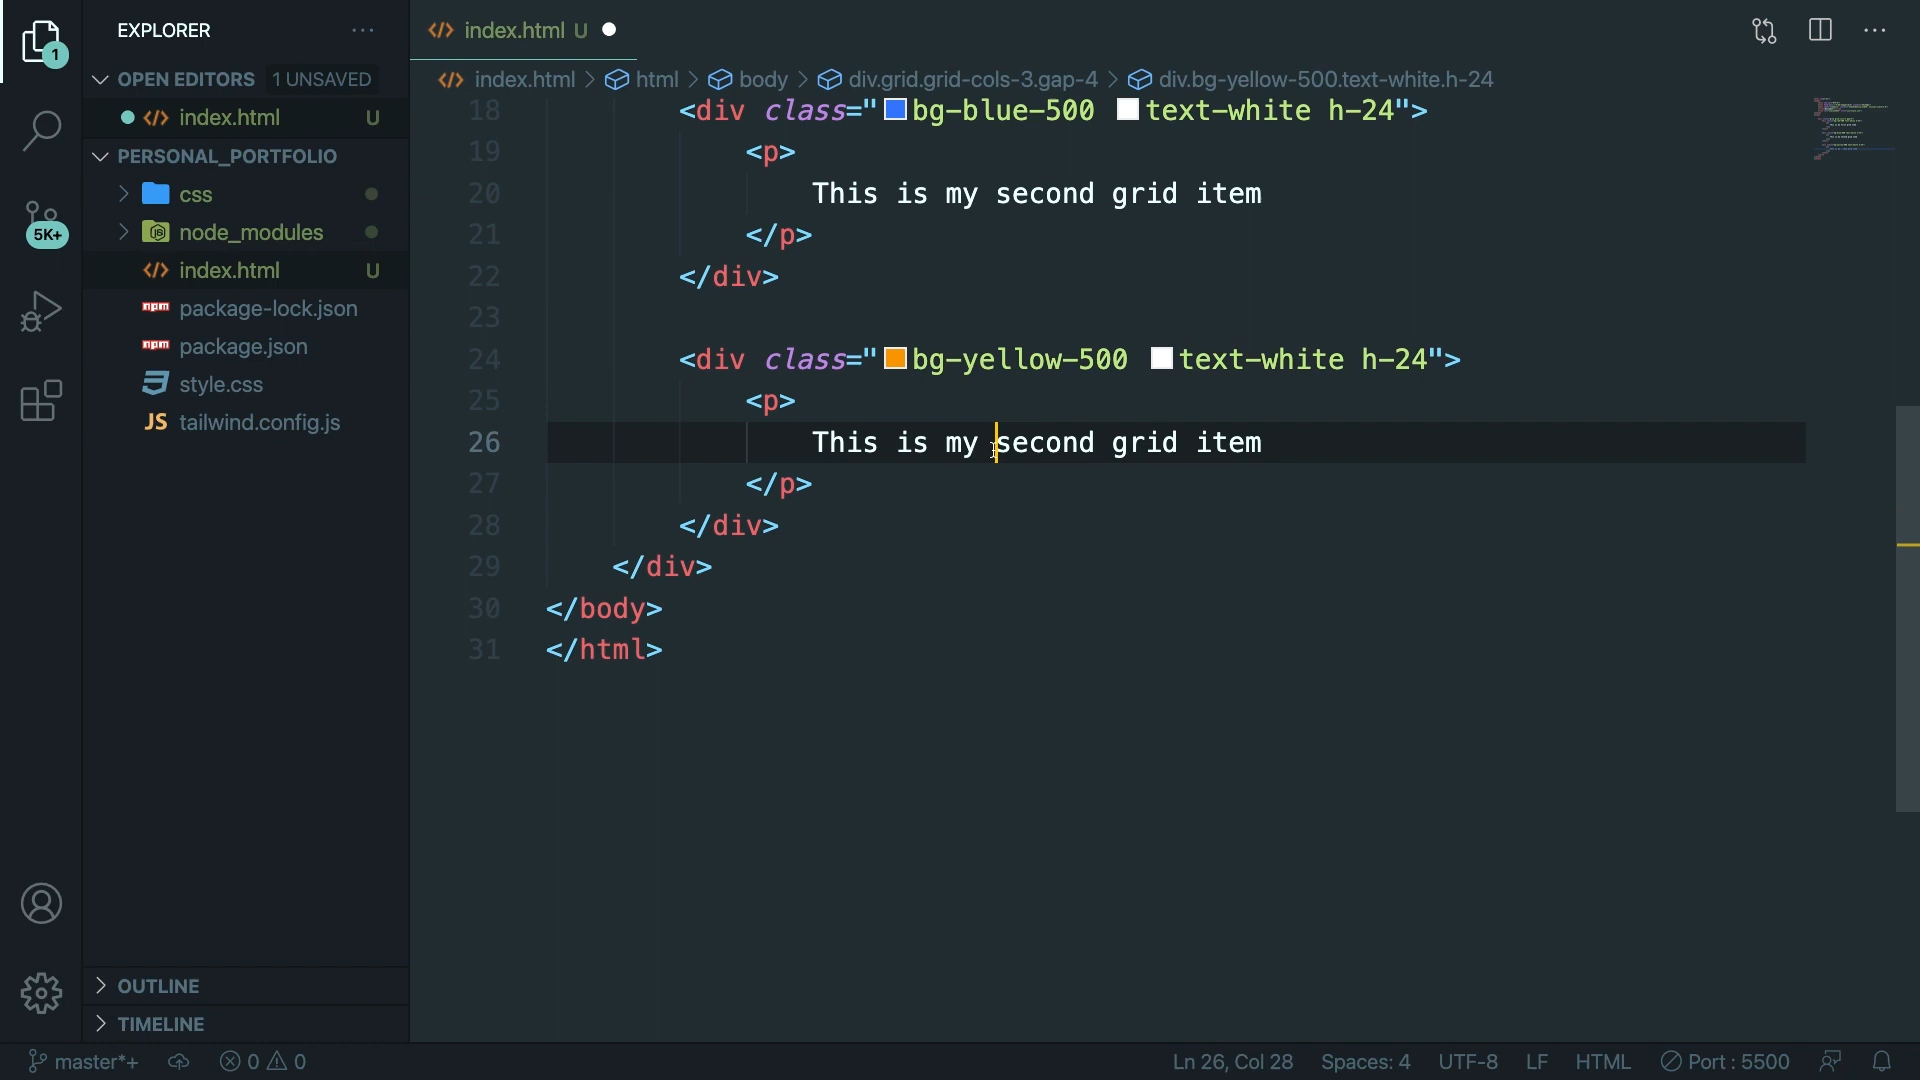 EXPLORER
index.html U
1
OPEN EDITORS 1 UNSAVED
index.html > html > body > div.grid.grid-cols-3.gap-4 > div.bg-yellow-500.text-white.h-24
index.html U
PERSONAL_PORTFOLIO
css
5K+
node_modules
index.html U
package-lock.json
package.json
style.css
JS tailwind.config.js
18 <div class="bg-blue-500 text-white h-24">
19 <p>
20 This is my second grid item
21 </p>
22 </div>
23
24 <div class="bg-yellow-500 text-white h-24">
25 <p>
26 This is my second grid item
27 </p>
28 </div>
29 </div>
30 </body>
31 </html>
OUTLINE
TIMELINE
master*+ 0 0 Ln 26, Col 28 Spaces: 4 UTF-8 LF HTML Port : 5500